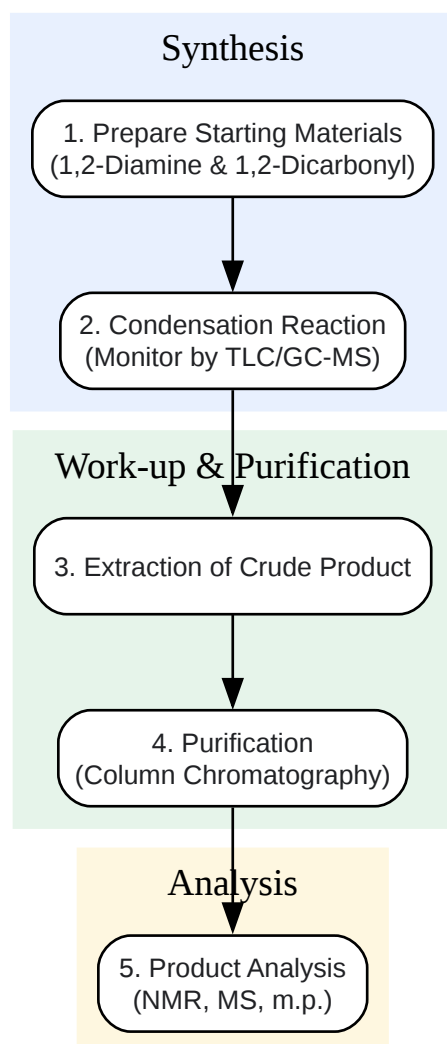 Synthesis
1. Prepare Starting Materials
(1,2-Diamine & 1,2-Dicarbonyl)
2. Condensation Reaction
(Monitor by TLC/GC-MS)
Work-up & Purification
3. Extraction of Crude Product
4. Purification
(Column Chromatography)
Analysis
5. Product Analysis
(NMR, MS, m.p.)